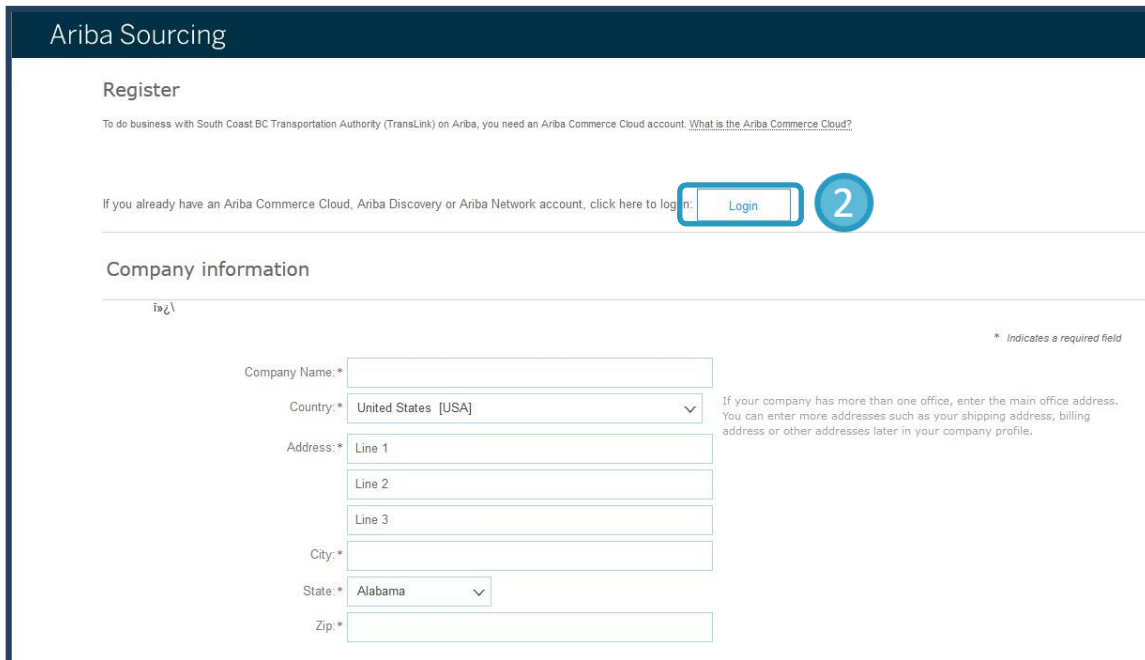 Ariba Sourcing
Register
To do business with South Coast BC Transportation Authority (TransLink) on Ariba, you need an Ariba Commerce Cloud account. What is the Ariba Commerce Cloud?
If you already have an Ariba Commerce Cloud, Ariba Discovery or Ariba Network account, click here to log in: Login 2
Company information
ï»¿\
* Indicates a required field
Company Name:*
Country:* United States [USA]
If your company has more than one office, enter the main office address.
You can enter more addresses such as your shipping address, billing
address or other addresses later in your company profile.
Address:* Line 1
Line 2
Line 3
City:*
State:* Alabama
Zip:*